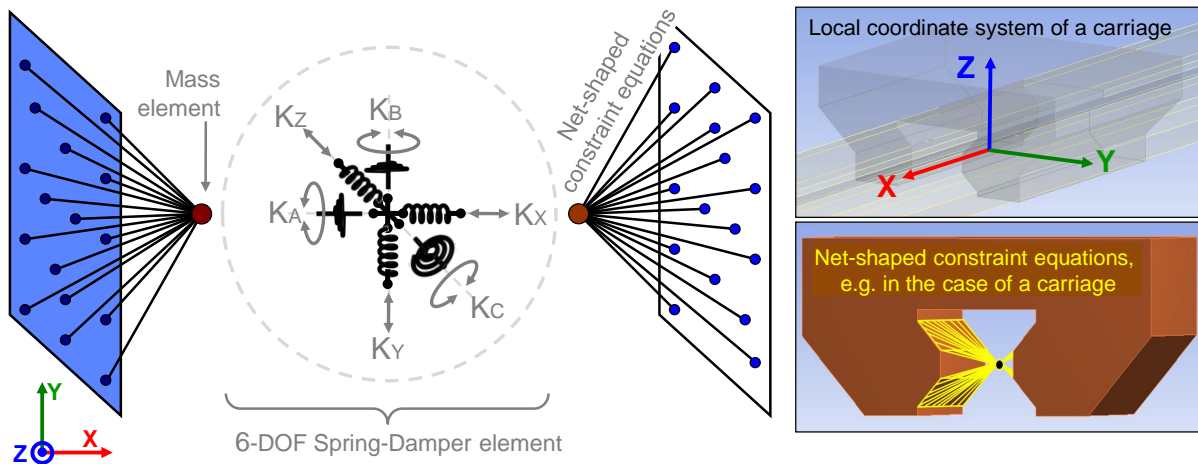 Mass
element
Kz
KB
KA
Kx
KC
KY
Net-shaped
constraint equations
6-DOF Spring-Damper element
Y
Z
X
Local coordinate system of a carriage
Z
X
Y
Net-shaped constraint equations,
e.g. in the case of a carriage